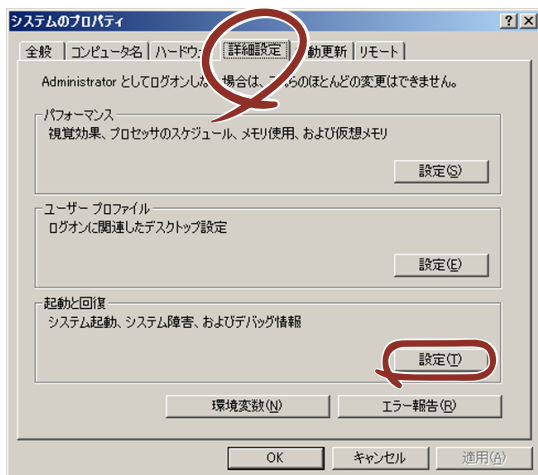 システムのプロパティ
全般 コンピュータ名 ハードウ 詳細設定 動更新 リモート
Administrator としてログオンしな 場合は、 らのほとんどの変更はできません。
パフォーマンス
視覚効果、プロセッサのスケジュール、メモリ使用、および仮想メモリ
設定(S)
ユーザー プロファイル
ログオンに関連したデスクトップ設定
設定(E)
起動と回復
システム起動、システム障害、およびデバッグ情報
設定(T)
環境変数(N) エラー報告(R)
OK キャンセル 適用(A)